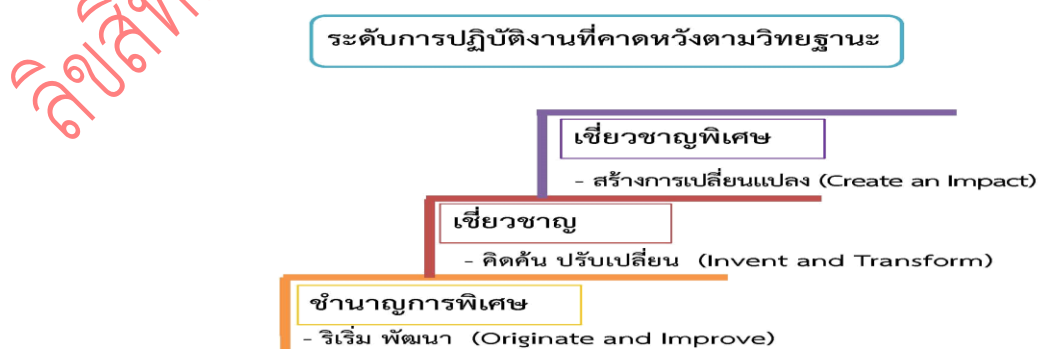 ระดับการปฏิบัติงานที่คาดหวังตามวิทยฐานะ
เชี่ยวชาญพิเศษ
- สร้างการเปลี่ยนแปลง (Create an Impact)
เชี่ยวชาญ
- คิดค้น ปรับเปลี่ยน (Invent and Transform)
ชำนาญการพิเศษ
- ริเริ่ม พัฒนา (Originate and Improve)